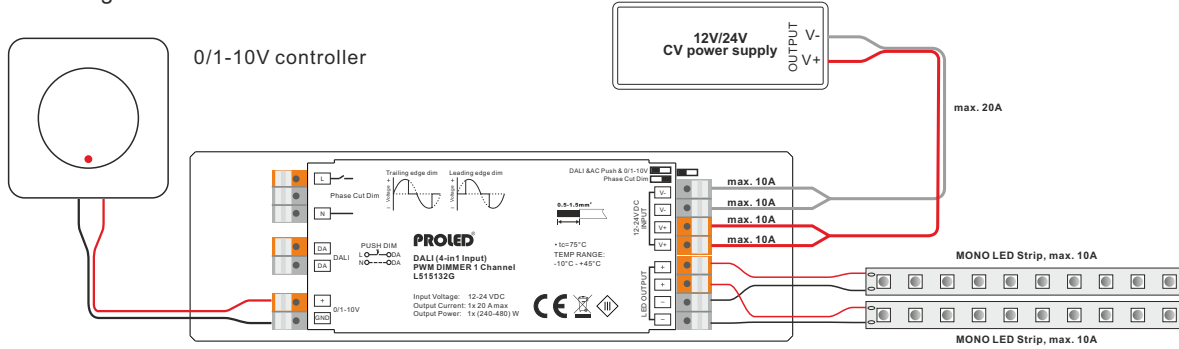 0/1-10V controller
12V/24V
CV power supply
OUTPUT
V-
V+
max. 20A
L
Phase Cut Dim
N
Trailing edge dim
Leading edge dim
Voltage
+
-
Voltage
+
-
DALI &AC Push & 0/1-10V
Phase Cut Dim
0.5-1.5mm²
V-
V-
V+
V+
12-24V DC
INPUT
max. 10A
max. 10A
max. 10A
max. 10A
DA
DA
DALI
PUSH DIM
L DA
N DA
PROLED®
DALI (4-in1 Input)
PWM DIMMER 1 Channel
L515132G
• tc=75°C
TEMP RANGE:
-10°C - +45°C
Input Voltage: 12-24 VDC
Output Current: 1x 20 A max
Output Power: 1x (240-480) W
CE
III
+
GND
0/1-10V
+
+
−
−
LED OUTPUT
MONO LED Strip, max. 10A
MONO LED Strip, max. 10A